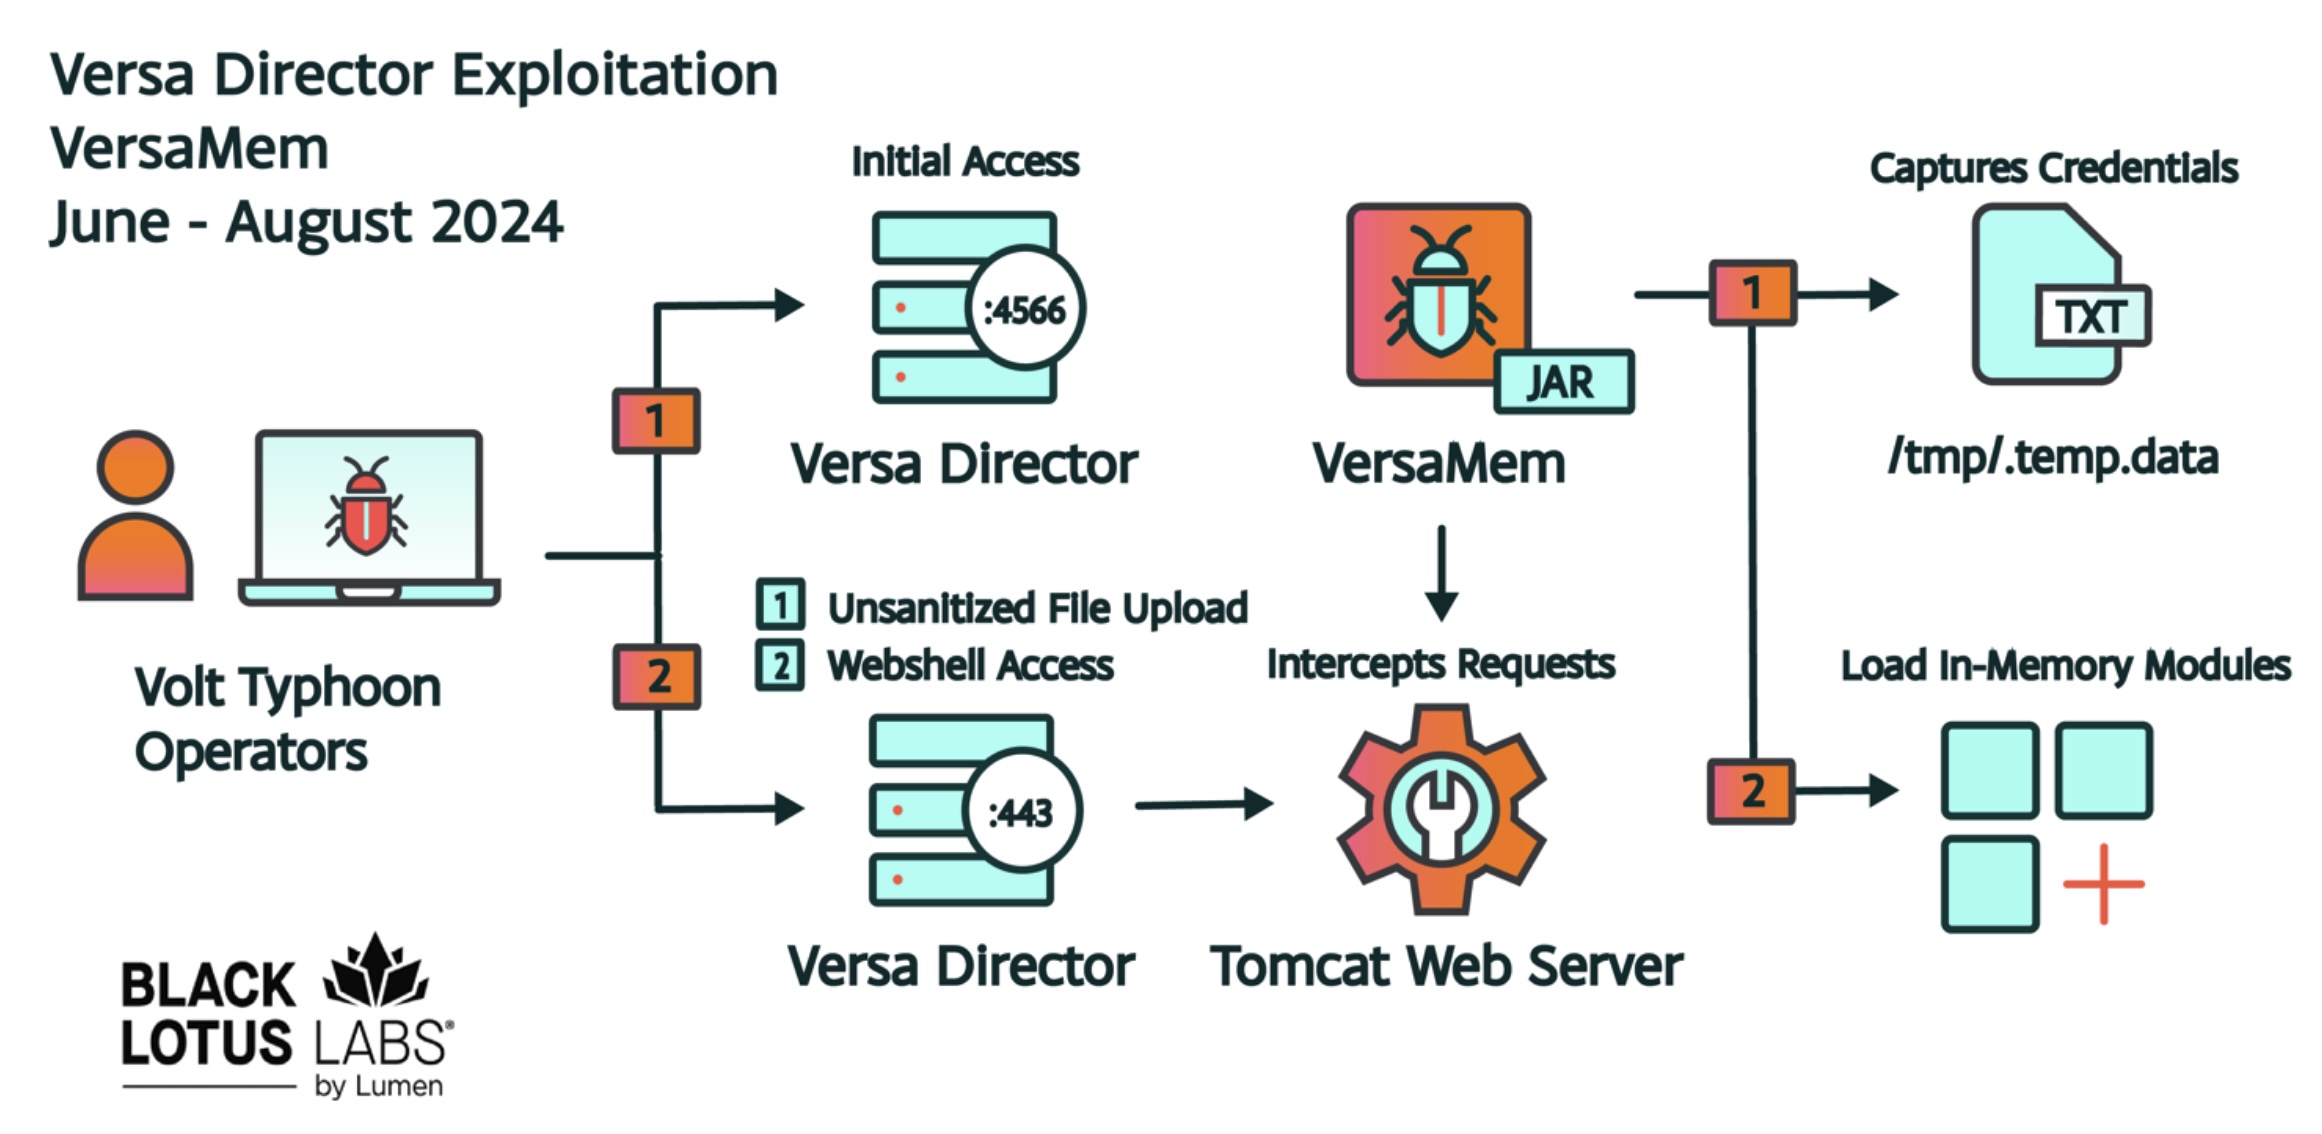 Versa Director Exploitation
VersaMem
June - August 2024
Initial Access
:4566
Versa Director
1
2
Volt Typhoon
Operators
1 Unsanitized File Upload
2 Webshell Access
:443
Versa Director
JAR
VersaMem
Intercepts Requests
Tomcat Web Server
1
Captures Credentials
TXT
/tmp/.temp.data
2
Load In-Memory Modules
BLACK
LOTUS LABS®
by Lumen